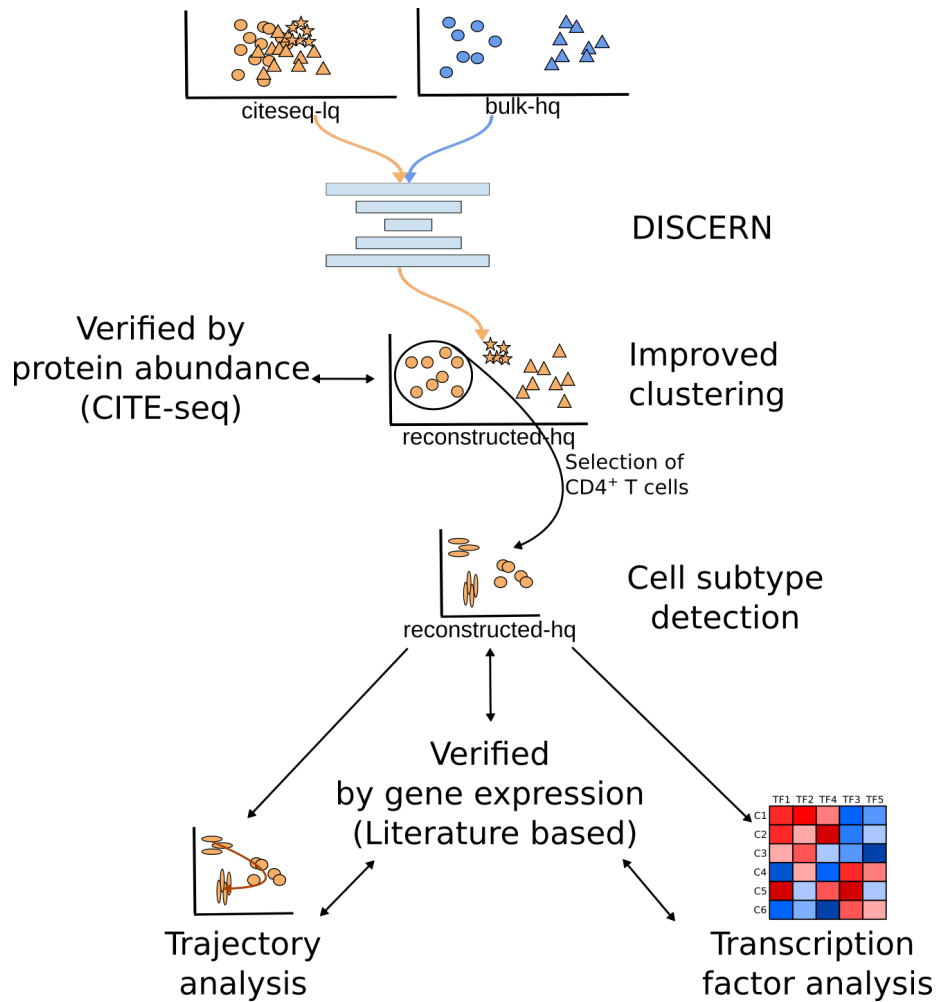 citeseq-lq
bulk-hq
DISCERN
Verified by
protein abundance
(CITE-seq)
Improved
clustering
reconstructed-hq
Selection of
CD4⁺ T cells
Cell subtype
detection
reconstructed-hq
Verified
by gene expression
(Literature based)
TF1 TF2 TF4 TF3 TF5
C1
C2
C3
C4
C5
C6
Trajectory
analysis
Transcription
factor analysis